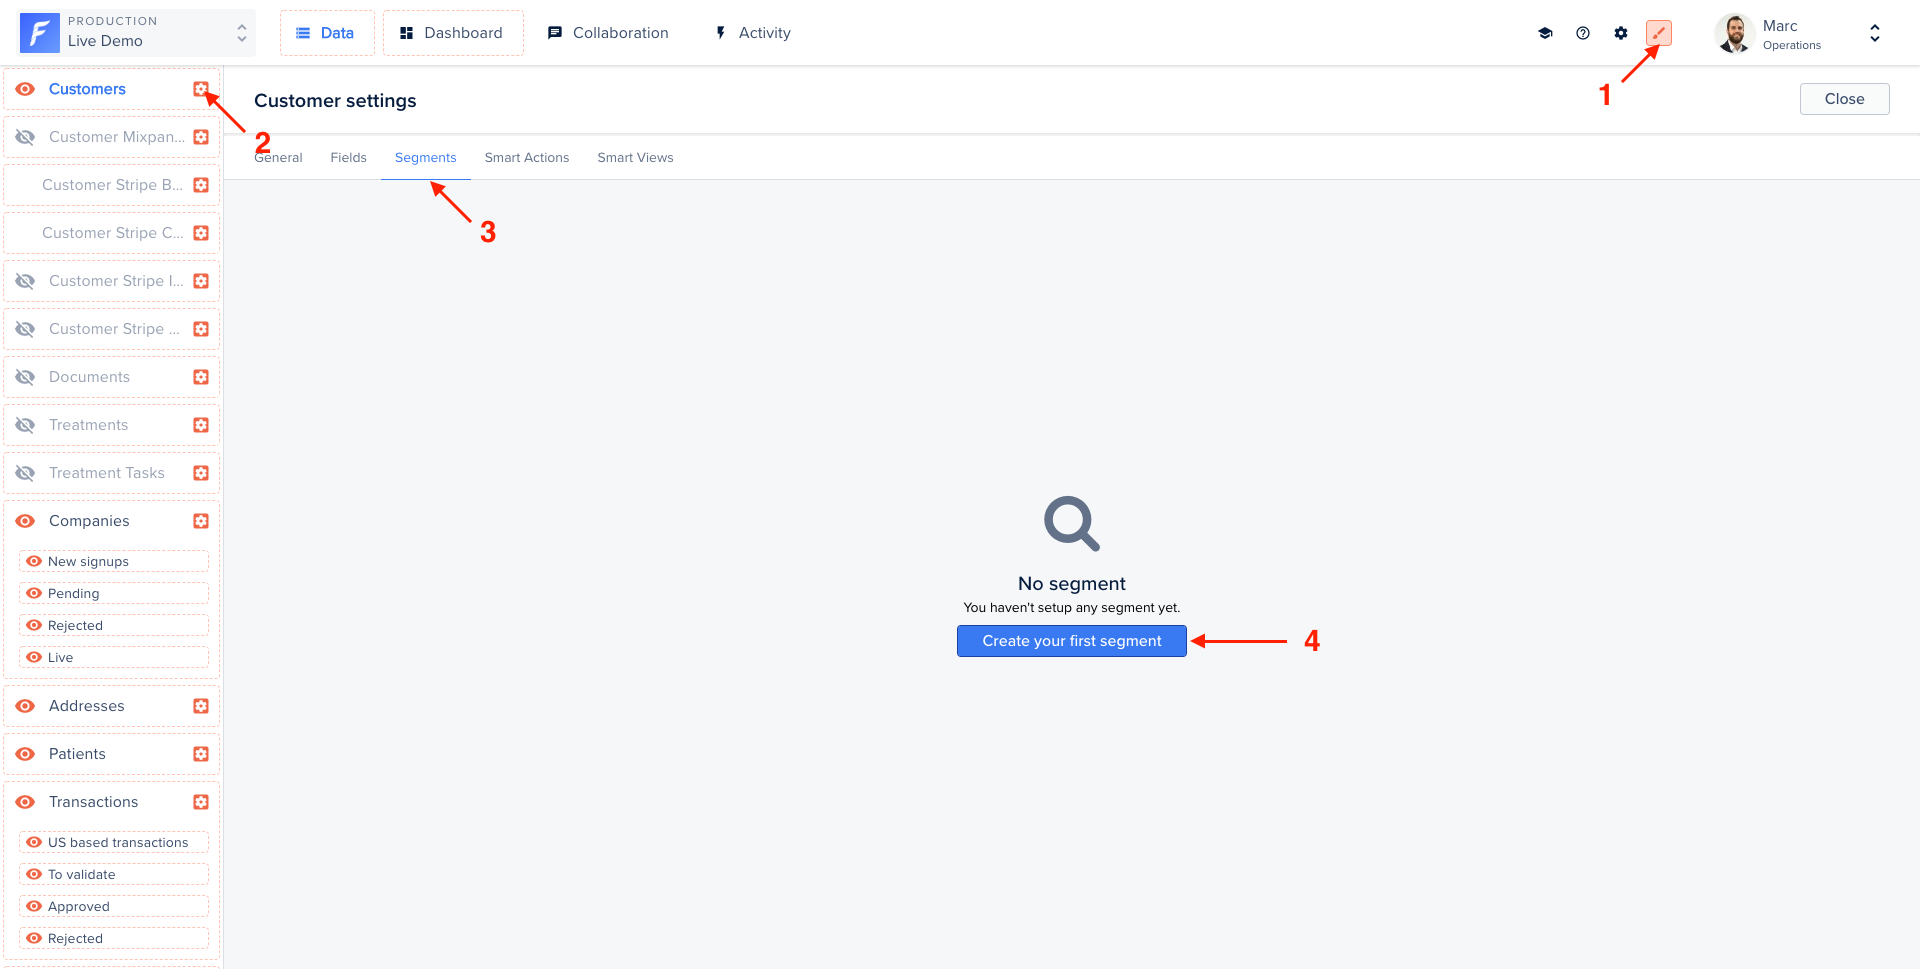 PRODUCTION
Live Demo
Data
Dashboard
Collaboration
Activity
Marc
Operations
1
Customers
2
Customer settings
Close
Customer Mixpan...
General
Fields
Segments
Smart Actions
Smart Views
3
Customer Stripe B...
Customer Stripe C...
Customer Stripe I...
Customer Stripe ...
Documents
Treatments
Treatment Tasks
Companies
New signups
Pending
Rejected
Live
Addresses
Patients
Transactions
US based transactions
To validate
Approved
Rejected
No segment
You haven't setup any segment yet.
Create your first segment
4